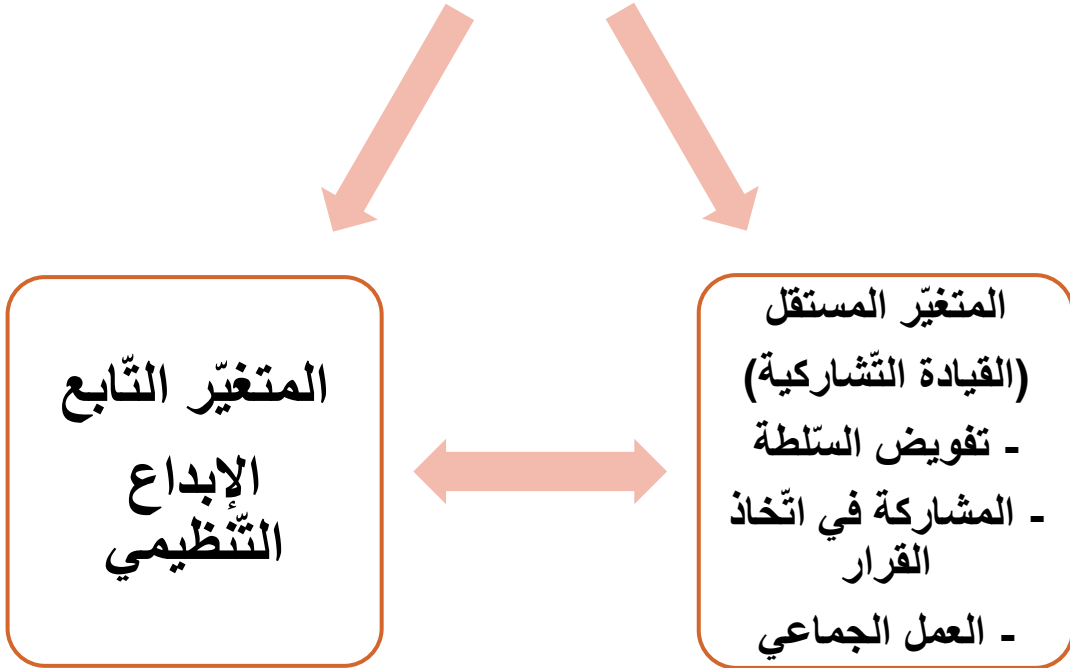 المتغيّر المستقل
(القيادة التّشاركية)
- تفويض السّلطة
- المشاركة في اتّخاذ
القرار
- العمل الجماعي
المتغيّر التّابع
الإبداع
التّنظيمي